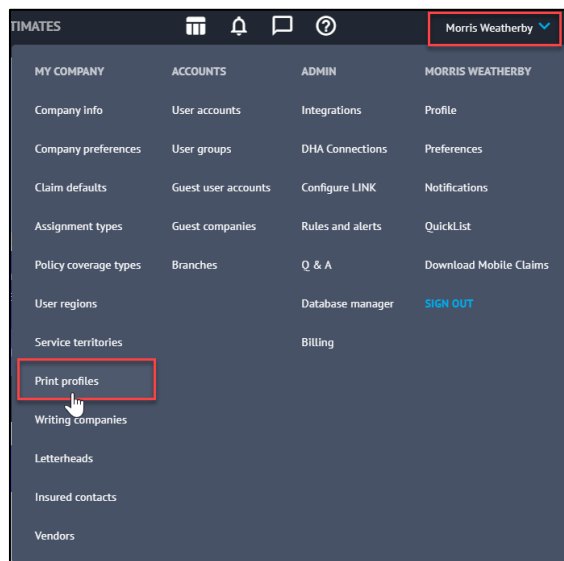 TIMATES
Morris Weatherby
MY COMPANY
Company info
Company preferences
Claim defaults
Assignment types
Policy coverage types
User regions
Service territories
Print profiles
Writing companies
Letterheads
Insured contacts
Vendors
ACCOUNTS
User accounts
User groups
Guest user accounts
Guest companies
Branches
ADMIN
Integrations
DHA Connections
Configure LINK
Rules and alerts
Q & A
Database manager
Billing
MORRIS WEATHERBY
Profile
Preferences
Notifications
QuickList
Download Mobile Claims
SIGN OUT